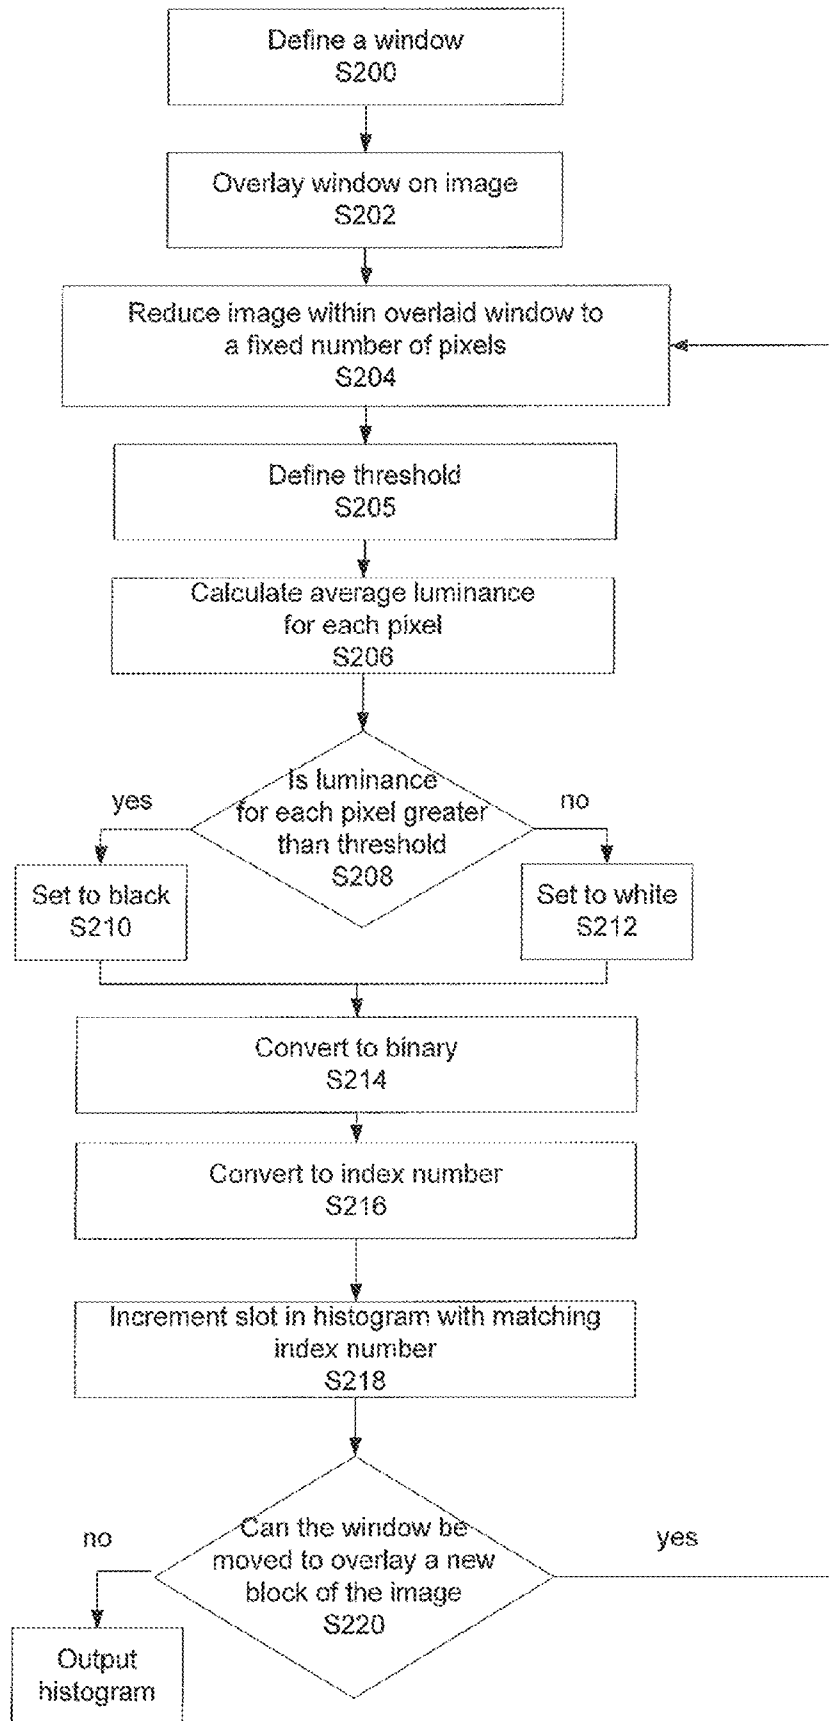 Define a window
S200
Overlay window on image
S202
Reduce image within overlaid window to
a fixed number of pixels
S204
Define threshold
S205
Calculate average luminance
for each pixel
S206
Is luminance
for each pixel greater
than threshold
S208
yes
no
Set to black
S210
Set to white
S212
Convert to binary
S214
Convert to index number
S216
Increment slot in histogram with matching
index number
S218
Can the window be
moved to overlay a new
block of the image
S220
no
yes
Output
histogram